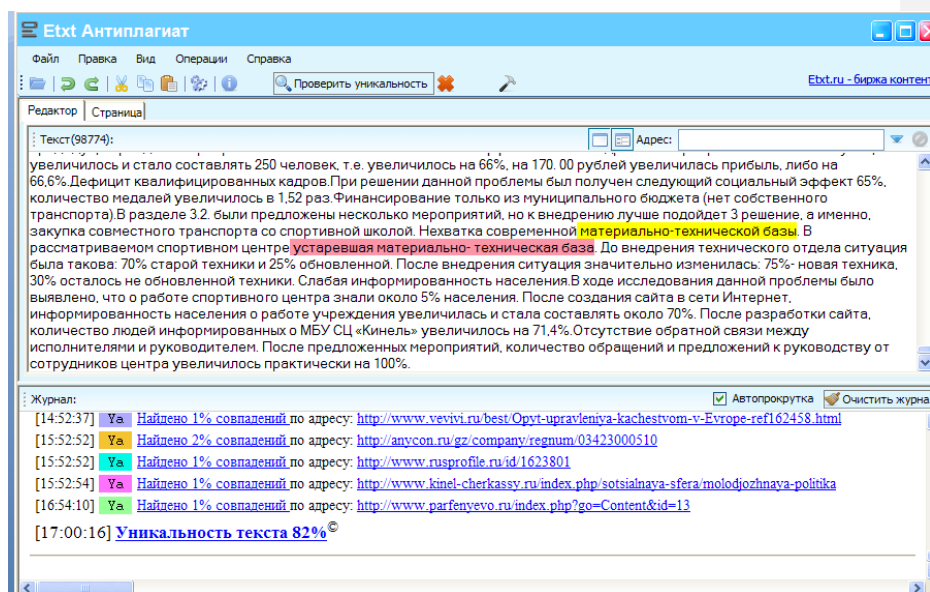 Etxt Антиплагиат
Файл Правка Вид Операции Справка
Проверить уникальность
Etxt.ru - биржа контент
Редактор Страница
Текст(98774): Адрес:
увеличилось и стало составлять 250 человек, т.е. увеличилось на 66%, на 170. 00 рублей увеличилась прибыль, либо на
66,6%.Дефицит квалифицированных кадров.При решении данной проблемы был получен следующий социальный эффект 65%,
количество медалей увеличилось в 1,52 раз.Финансирование только из муниципального бюджета (нет собственного
транспорта).В разделе 3.2. были предложены несколько мероприятий, но к внедрению лучше подойдет 3 решение, а именно,
закупка совместного транспорта со спортивной школой. Нехватка современной материально-технической базы. В
рассматриваемом спортивном центре устаревшая материально- техническая база. До внедрения технического отдела ситуация
была такова: 70% старой техники и 25% обновленной. После внедрения ситуация значительно изменилась: 75%- новая техника,
30% осталось не обновленной техники. Слабая информированность населения.В ходе исследования данной проблемы было
выявлено, что о работе спортивного центра знали около 5% населения. После создания сайта в сети Интернет,
информированность населения о работе учреждения увеличилась и стала составлять около 70%. После разработки сайта,
количество людей информированных о МБУ СЦ «Кинель» увеличилось на 71,4%.Отсутствие обратной связи между
исполнителями и руководителем. После предложенных мероприятий, количество обращений и предложений к руководству от
сотрудников центра увеличилось практически на 100%.
Журнал: Автопрокрутка Очистить журна
[14:52:37] Ya Найдено 1% совпадений по адресу: http://www.vevivi.ru/best/Opyt-upravleniya-kachestvom-v-Evrope-ref162458.html
[15:52:52] Ya Найдено 2% совпадений по адресу: http://anycon.ru/gz/company/regnum/03423000510
[15:52:52] Ya Найдено 1% совпадений по адресу: http://www.rusprofile.ru/id/1623801
[15:52:54] Ya Найдено 1% совпадений по адресу: http://www.kinel-cherkassy.ru/index.php/sotsialnaya-sfera/molodjozhnaya-politika
[16:54:10] Ya Найдено 1% совпадений по адресу: http://www.parfenyevo.ru/index.php?go=Content&id=13
[17:00:16] Уникальность текста 82%©